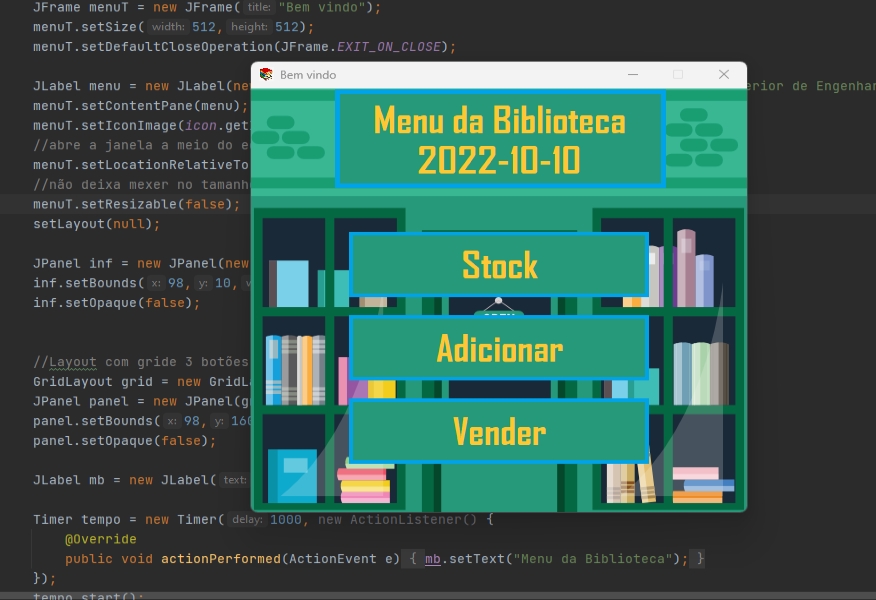 JFrame menuT = new JFrame( title: "Bem vindo");
menuT.setSize( width: 512, height: 512);
menuT.setDefaultCloseOperation(JFrame.EXIT_ON_CLOSE);
JLabel menu = new JLabel(ne
erior de Engenhar
menuT.setContentPane(menu);
menuT.setIconImage(icon.get
//abre a janela a meio do e
menuT.setLocationRelativeTo
//não deixa mexer no tamanh
menuT.setResizable(false);
setLayout(null);
JPanel inf = new JPanel(new
inf.setBounds( x: 98, y: 10,
inf.setOpaque(false);
//Layout com gride 3 botões
GridLayout grid = new GridLa
JPanel panel = new JPanel(g
panel.setBounds( x: 98, y: 160
panel.setOpaque(false);
JLabel mb = new JLabel( text:
Timer tempo = new Timer( delay: 1000, new ActionListener() {
@Override
public void actionPerformed(ActionEvent e) { mb.setText("Menu da Biblioteca"); }
});
tempo.start();
Bem vindo
Menu da Biblioteca
2022-10-10
Stock
Adicionar
Vender